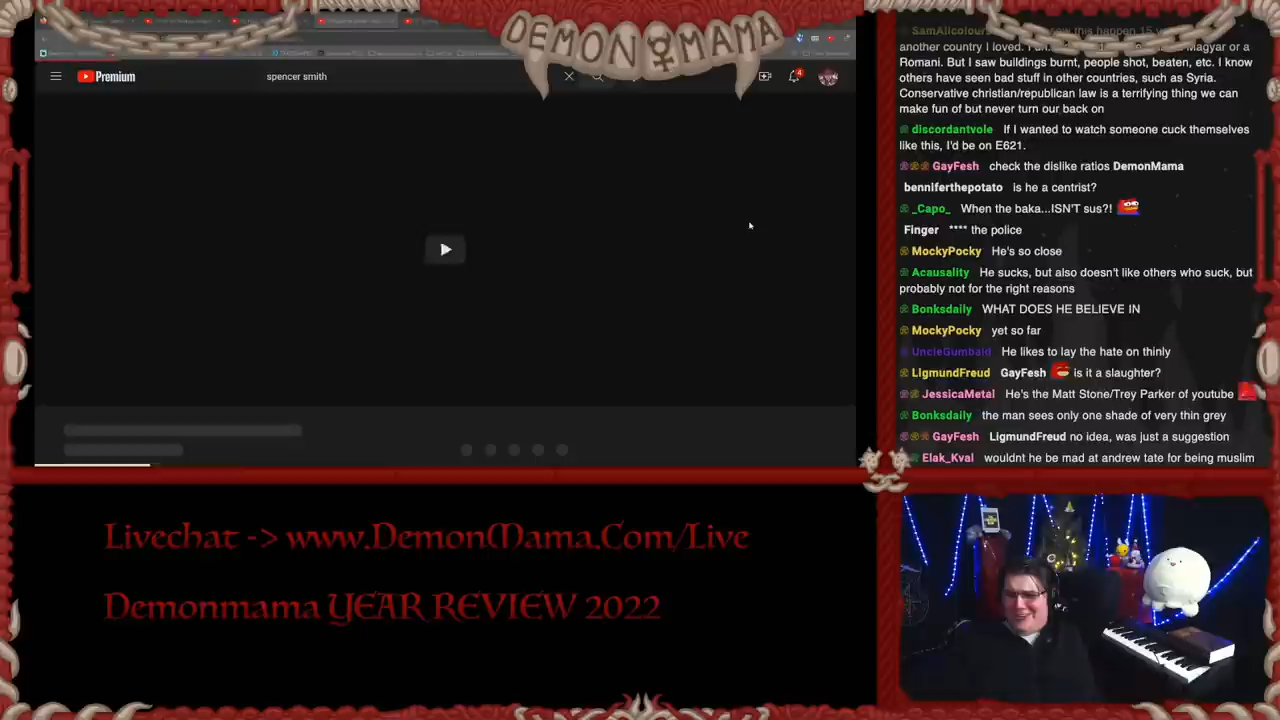 DEMON MAMA
Premium
spencer smith
4
another country I loved.
Magyar or a
Romani. But I saw buildings burnt, people shot, beaten, etc. I know
others have seen bad stuff in other countries, such as Syria.
Conservative christian/republican law is a terrifying thing we can
make fun of but never turn our back on
discordantvole If I wanted to watch someone cuck themselves
like this, I'd be on E621.
GayFesh check the dislike ratios DemonMama
benniferthepotato is he a centrist?
_Capo_ When the baka...ISN'T sus?!
Finger **** the police
MockyPocky He's so close
Acausality He sucks, but also doesn't like others who suck, but
probably not for the right reasons
Bonksdaily WHAT DOES HE BELIEVE IN
MockyPocky yet so far
UncleGumbald He likes to lay the hate on thinly
LigmundFreud GayFesh is it a slaughter?
JessicaMetal He's the Matt Stone/Trey Parker of youtube
Bonksdaily the man sees only one shade of very thin grey
GayFesh LigmundFreud no idea, was just a suggestion
Elak_Kval wouldnt he be mad at andrew tate for being muslim
Livechat -> www.DemonMama.Com/Live
Demonmama YEAR REVIEW 2022